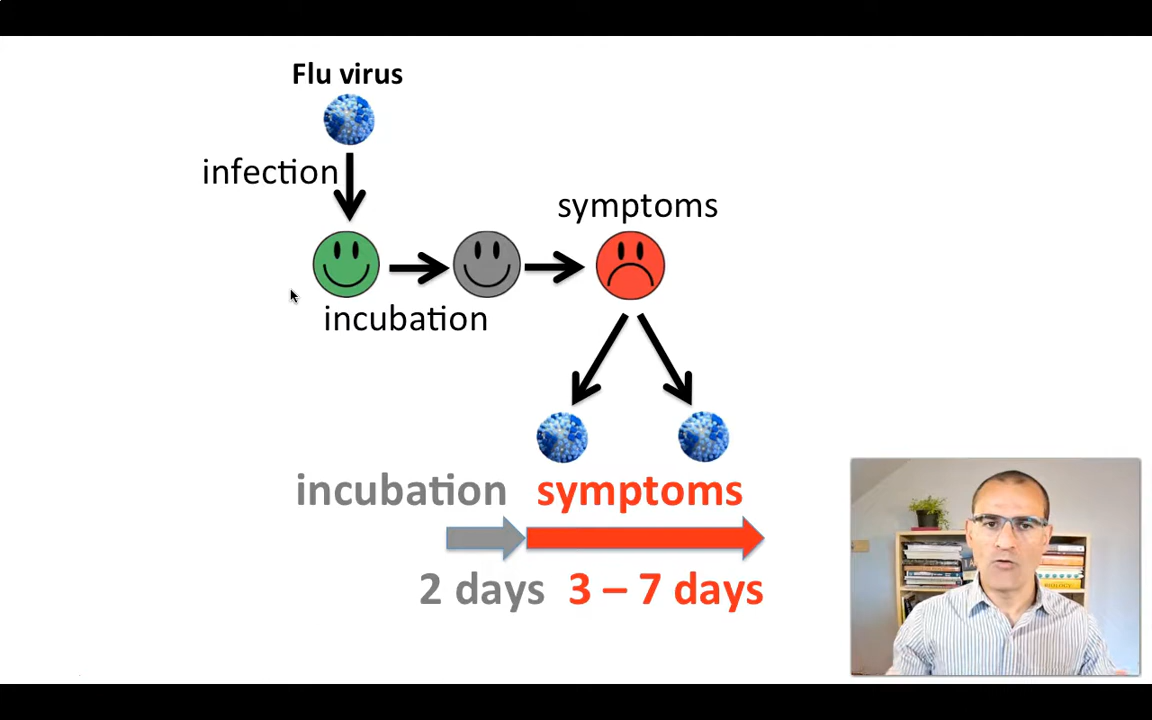 Flu virus
infection
symptoms
incubation
incubation symptoms
2 days 3 – 7 days